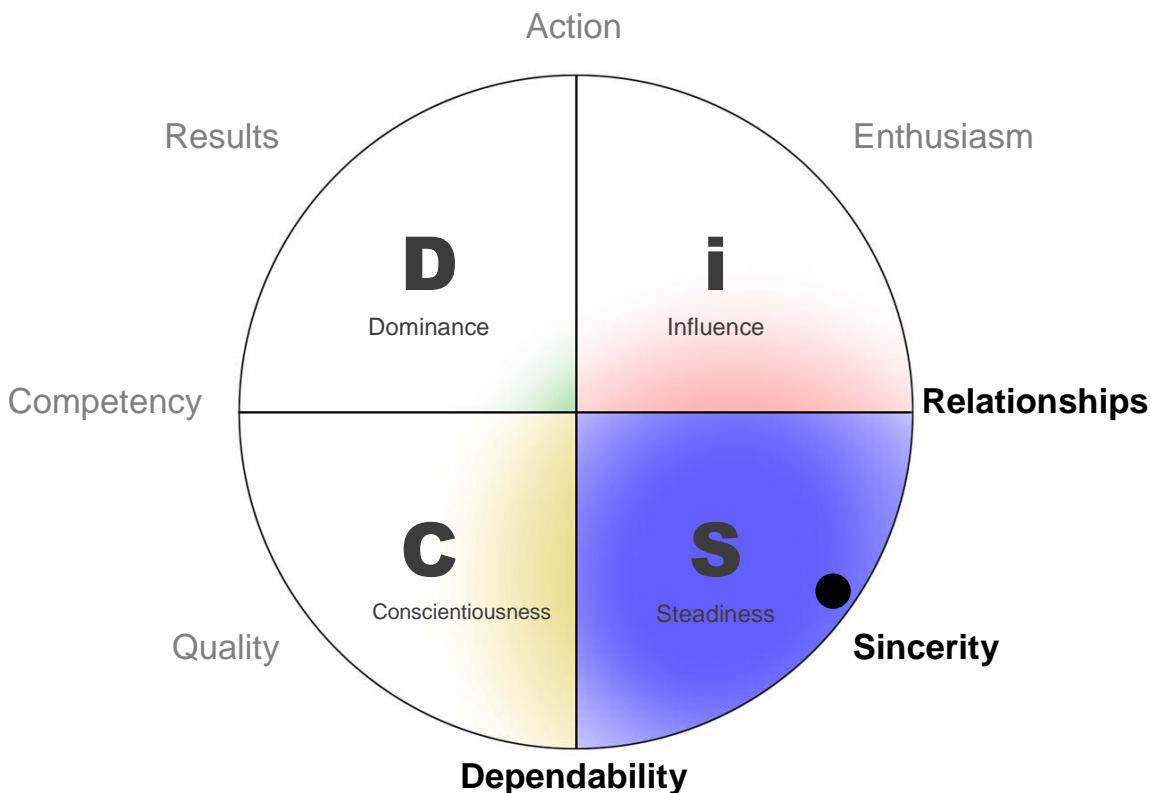 Action
Results
Enthusiasm
D
Dominance
i
Influence
Competency
Relationships
C
Conscientiousness
S
Steadiness
Quality
Sincerity
Dependability